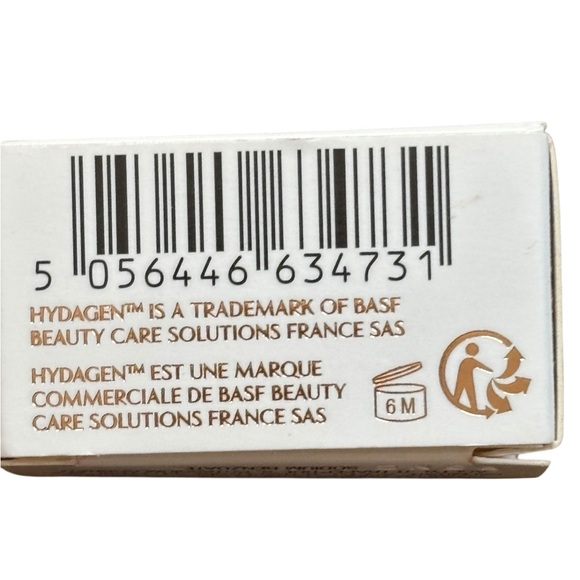 5 056446 634731
HYDAGEN™ IS A TRADEMARK OF BASF
BEAUTY CARE SOLUTIONS FRANCE SAS
HYDAGEN™ EST UNE MARQUE
COMMERCIALE DE BASF BEAUTY
CARE SOLUTIONS FRANCE SAS
6 M